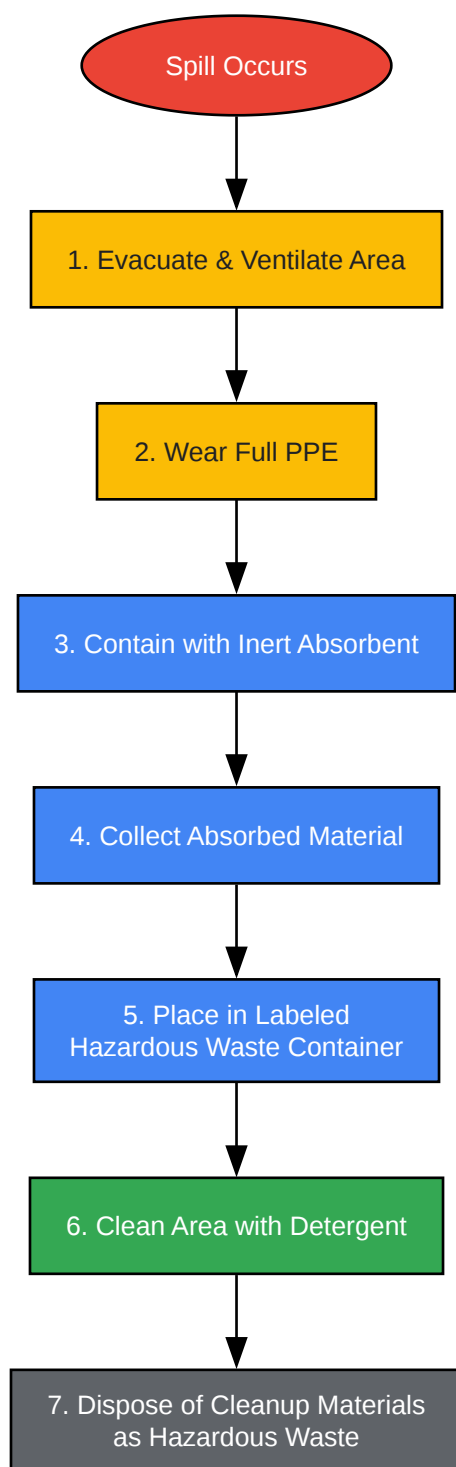 Spill Occurs
1. Evacuate & Ventilate Area
2. Wear Full PPE
3. Contain with Inert Absorbent
4. Collect Absorbed Material
5. Place in Labeled
Hazardous Waste Container
6. Clean Area with Detergent
7. Dispose of Cleanup Materials
as Hazardous Waste